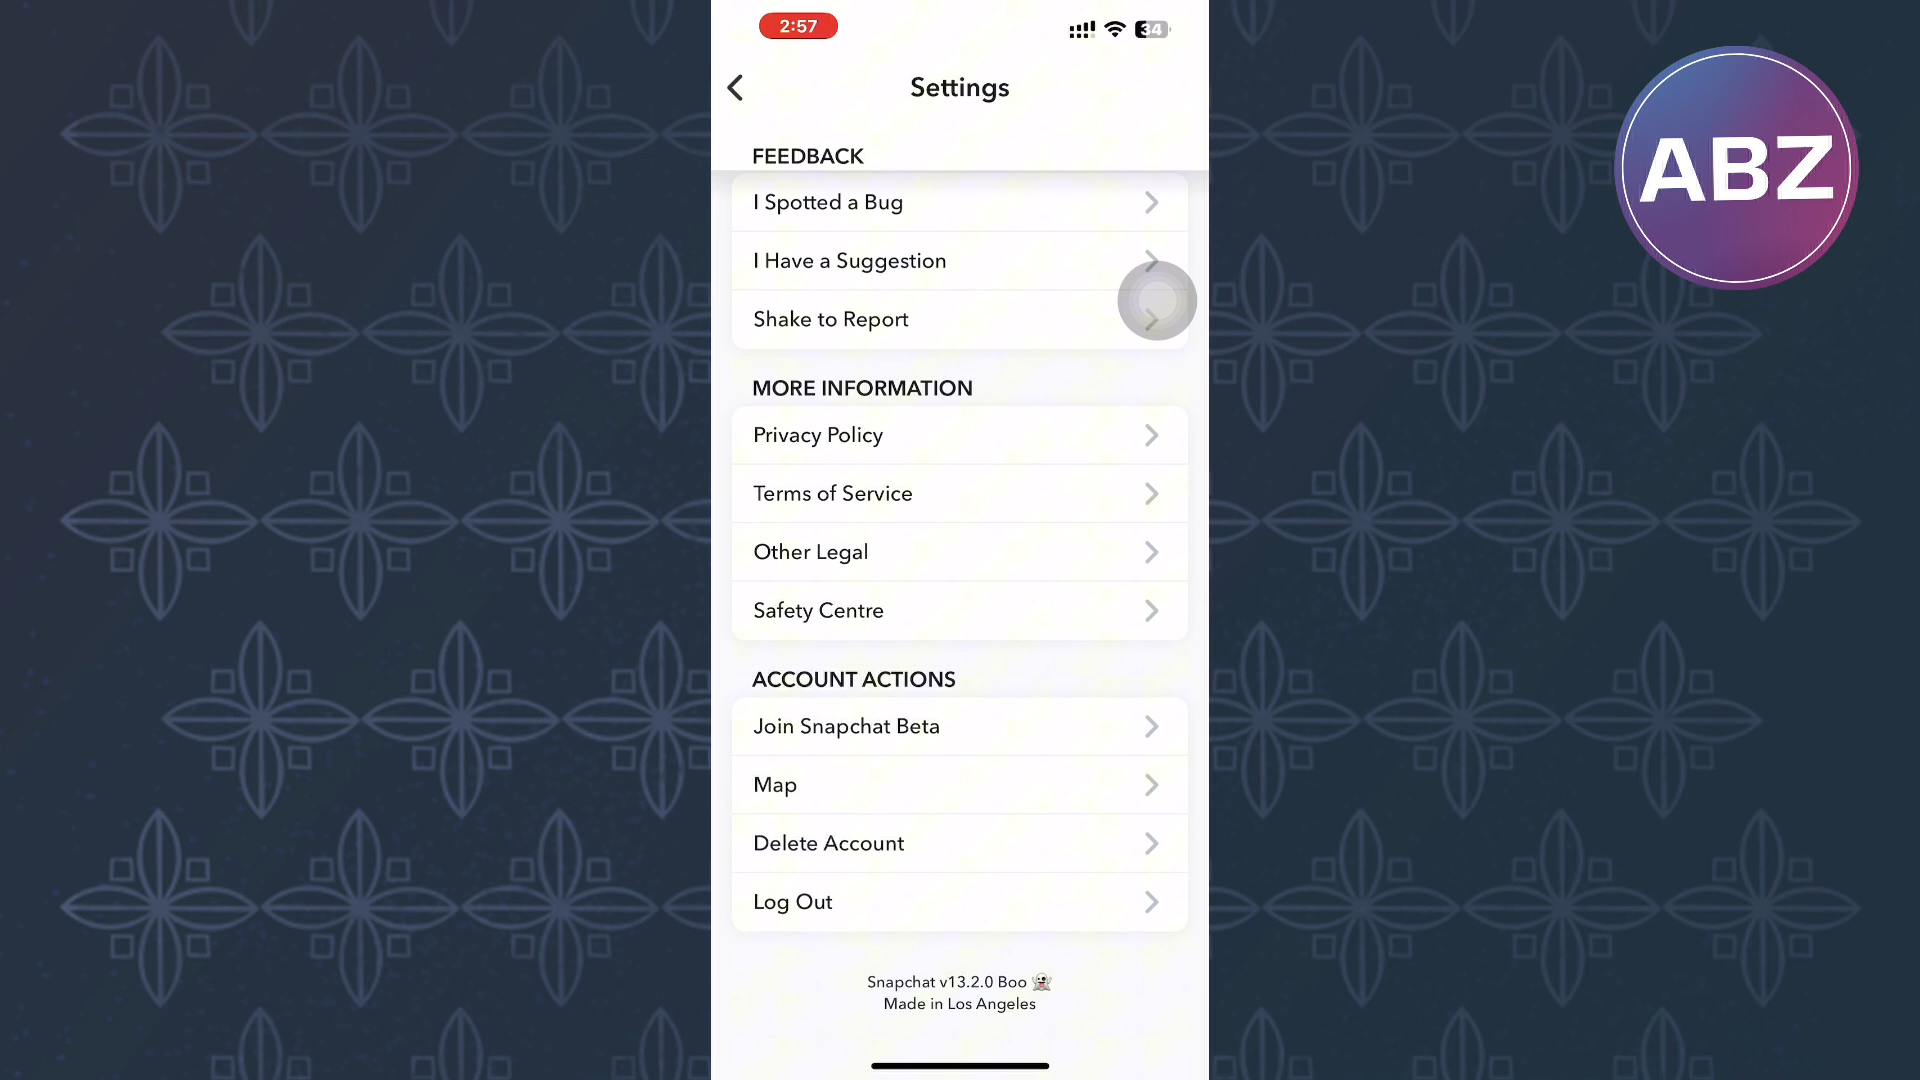 2:57
34
ABZ
Settings
FEEDBACK
I Spotted a Bug
I Have a Suggestion
Shake to Report
MORE INFORMATION
Privacy Policy
Terms of Service
Other Legal
Safety Centre
ACCOUNT ACTIONS
Join Snapchat Beta
Map
Delete Account
Log Out
Snapchat v13.2.0 Boo 👻
Made in Los Angeles